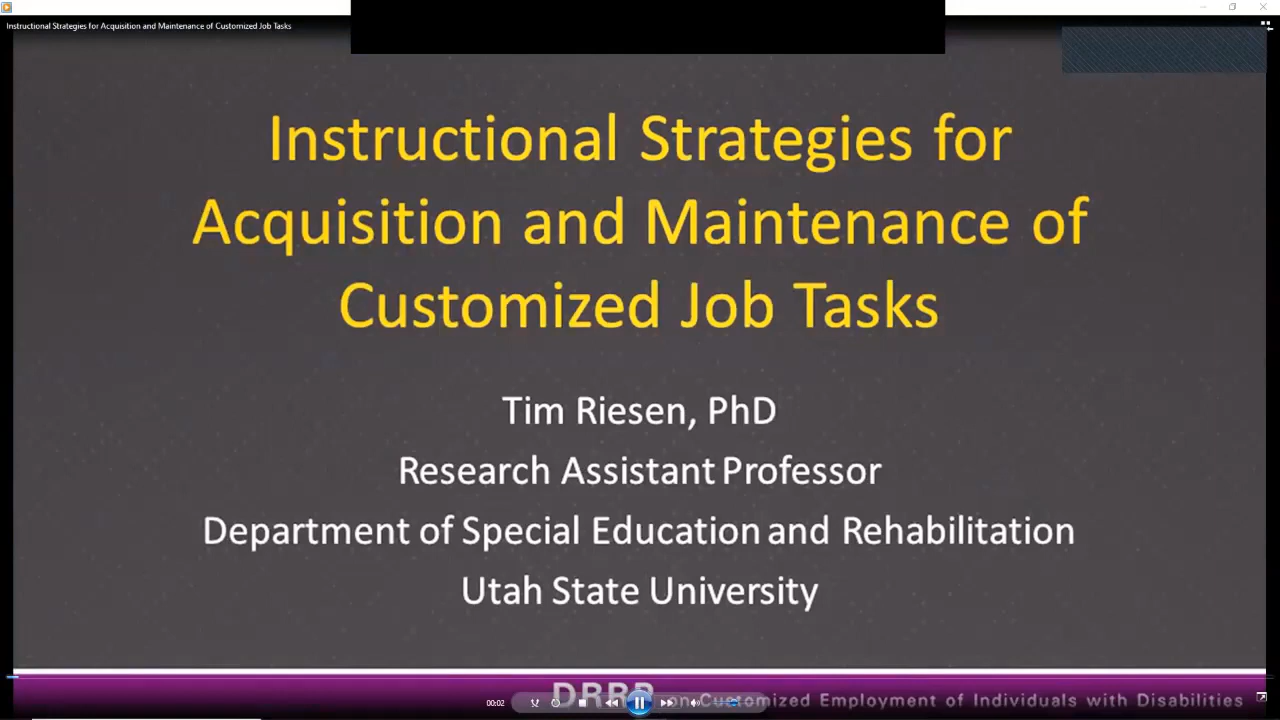 Instructional Strategies for Acquisition and Maintenance of Customized Job Tasks
Instructional Strategies for
Acquisition and Maintenance of
Customized Job Tasks
Tim Riesen, PhD
Research Assistant Professor
Department of Special Education and Rehabilitation
Utah State University
00:02
DRRP on Customized Employment of Individuals with Disabilities